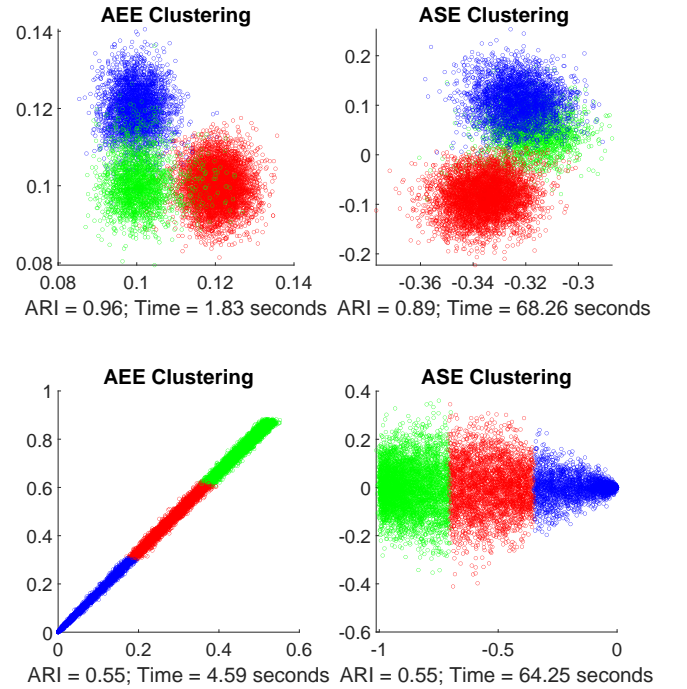 AEE Clustering
0.14
0.12
0.1
0.08
0.08 0.1 0.12 0.14
ARI = 0.96; Time = 1.83 seconds
ASE Clustering
0.2
0.1
0
-0.1
-0.2
-0.36 -0.34 -0.32 -0.3
ARI = 0.89; Time = 68.26 seconds
AEE Clustering
1
0.8
0.6
0.4
0.2
0
0 0.2 0.4 0.6
ARI = 0.55; Time = 4.59 seconds
ASE Clustering
0.4
0.2
0
-0.2
-0.4
-0.6
-1 -0.5 0
ARI = 0.55; Time = 64.25 seconds